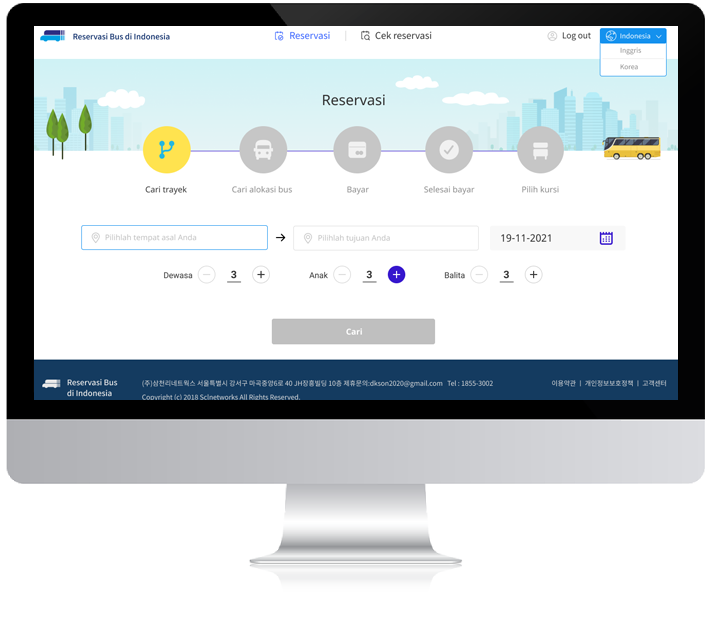 Reservasi Bus di Indonesia
Reservasi
Cek reservasi
Log out
Indonesia
Inggris
Korea
Reservasi
Cari trayek
Cari alokasi bus
Bayar
Selesai bayar
Pilih kursi
Pilihlah tempat asal Anda
Pilihlah tujuan Anda
19-11-2021
Dewasa 3
Anak 3
Balita 3
Cari
Reservasi Bus
di Indonesia
(주)삼천리네트웍스 서울특별시 강서구 마곡중앙6로 40 JH장흥빌딩 10층 제휴문의:dkson2020@gmail.com Tel : 1855-3002
Copyright (c) 2018 Sclnetworks All Rights Reserved.
이용약관 | 개인정보보호정책 | 고객센터